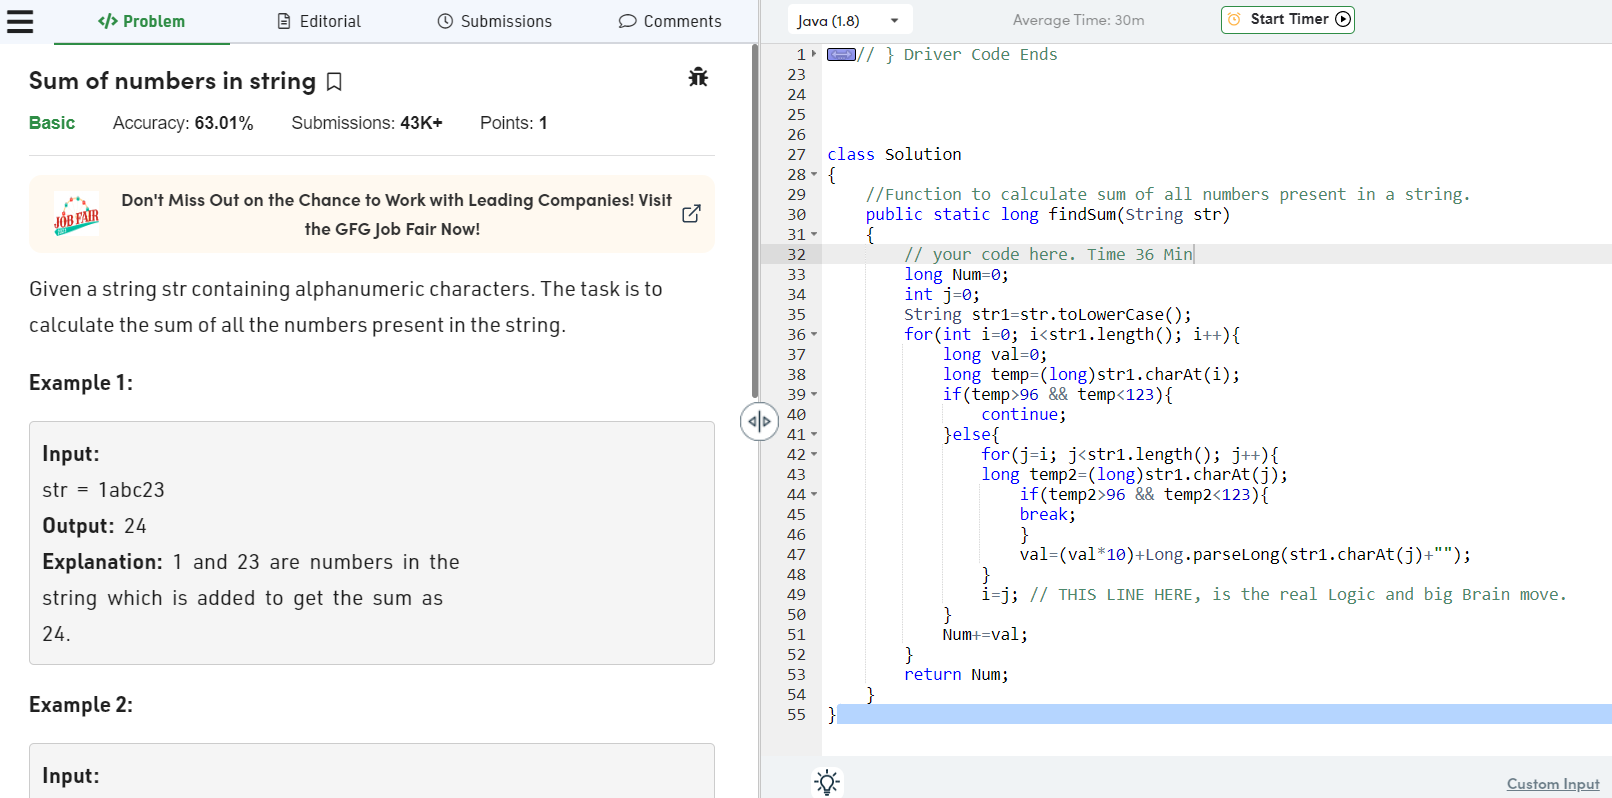 </> Problem
Editorial
Submissions
Comments
Sum of numbers in string
Basic
Accuracy: 63.01%
Submissions: 43K+
Points: 1
JOB FAIR
Don't Miss Out on the Chance to Work with Leading Companies! Visit
the GFG Job Fair Now!
Given a string str containing alphanumeric characters. The task is to
calculate the sum of all the numbers present in the string.
Example 1:
Input:
str = 1abc23
Output: 24
Explanation: 1 and 23 are numbers in the
string which is added to get the sum as
24.
Example 2:
Input:
Java (1.8)
Average Time: 30m
Start Timer
1 // } Driver Code Ends
23
24
25
26
27 class Solution
28 {
29     //Function to calculate sum of all numbers present in a string.
30     public static long findSum(String str)
31     {
32         // your code here. Time 36 Min
33         long Num=0;
34         int j=0;
35         String str1=str.toLowerCase();
36         for(int i=0; i<str1.length(); i++){
37             long val=0;
38             long temp=(long)str1.charAt(i);
39             if(temp>96 && temp<123){
40                 continue;
41             }else{
42                 for(j=i; j<str1.length(); j++){
43                 long temp2=(long)str1.charAt(j);
44                     if(temp2>96 && temp2<123){
45                     break;
46                     }
47                     val=(val*10)+Long.parseLong(str1.charAt(j)+"");
48                 }
49                 i=j; // THIS LINE HERE, is the real Logic and big Brain move.
50             }
51             Num+=val;
52         }
53         return Num;
54     }
55 }
Custom Input